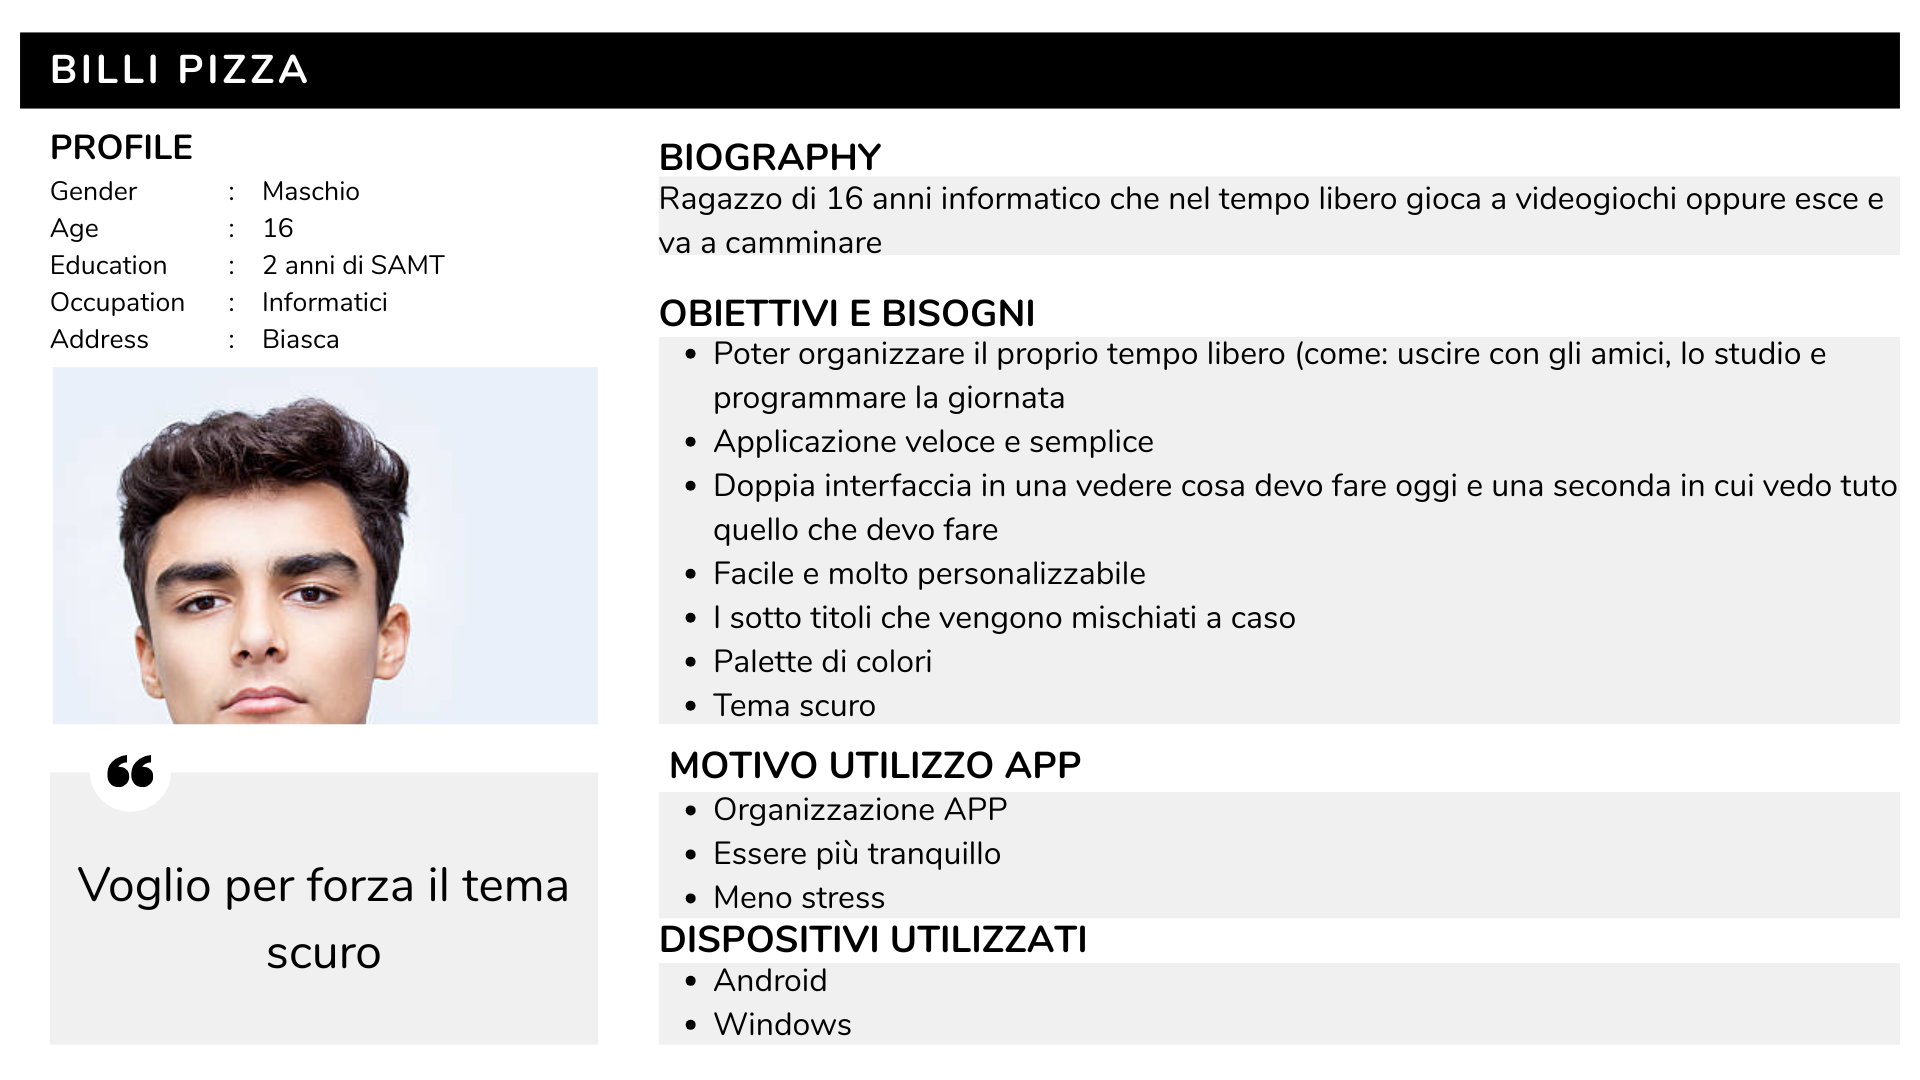 BILLI PIZZA
PROFILE
Gender : Maschio
Age : 16
Education : 2 anni di SAMT
Occupation : Informatici
Address : Biasca
“
Voglio per forza il tema
scuro
BIOGRAPHY
Ragazzo di 16 anni informatico che nel tempo libero gioca a videogiochi oppure esce e
va a camminare
OBIETTIVI E BISOGNI
• Poter organizzare il proprio tempo libero (come: uscire con gli amici, lo studio e
programmare la giornata
• Applicazione veloce e semplice
• Doppia interfaccia in una vedere cosa devo fare oggi e una seconda in cui vedo tuto
quello che devo fare
• Facile e molto personalizzabile
• I sotto titoli che vengono mischiati a caso
• Palette di colori
• Tema scuro
MOTIVO UTILIZZO APP
• Organizzazione APP
• Essere più tranquillo
• Meno stress
DISPOSITIVI UTILIZZATI
• Android
• Windows